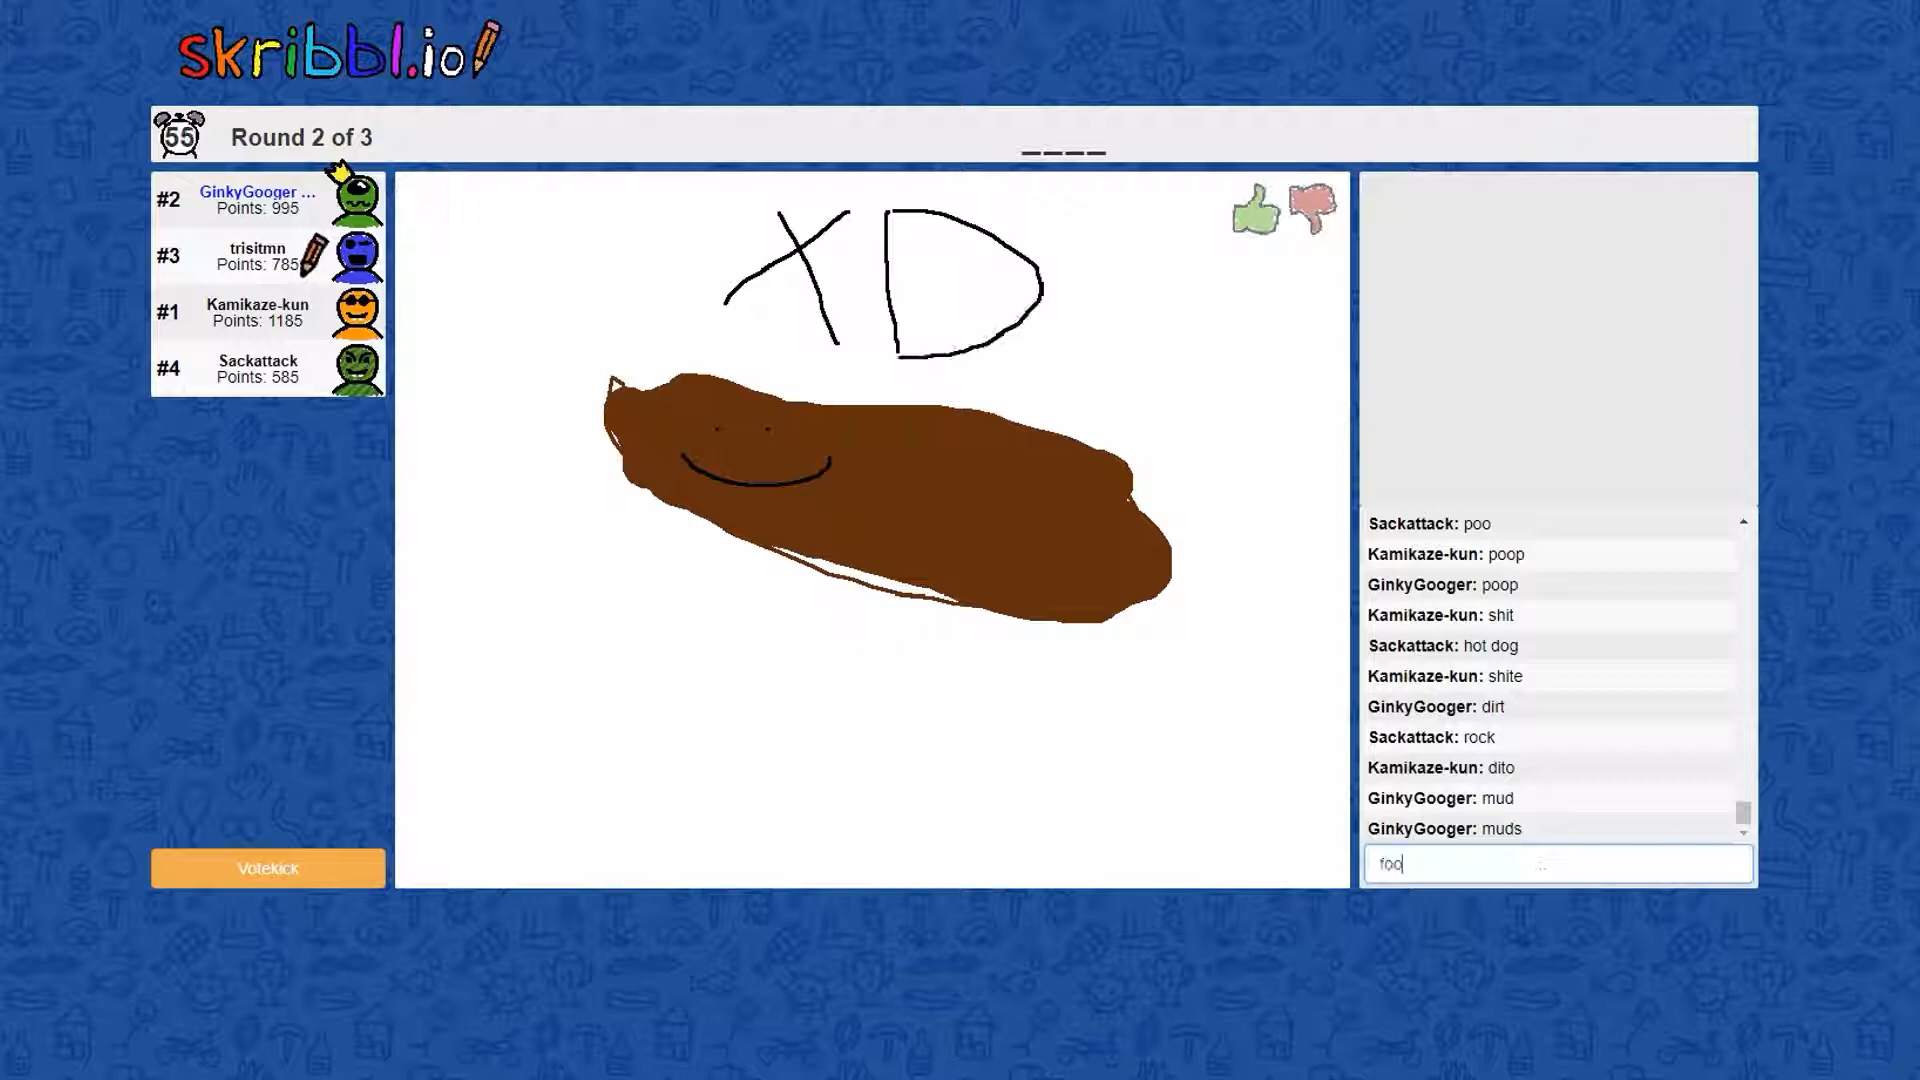 skribbl.io
55
Round 2 of 3
____
#2
GinkyGooger ...
Points: 995
#3
trisitmn
Points: 785
#1
Kamikaze-kun
Points: 1185
#4
Sackattack
Points: 585
XD
Sackattack: poo
Kamikaze-kun: poop
GinkyGooger: poop
Kamikaze-kun: shit
Sackattack: hot dog
Kamikaze-kun: shite
GinkyGooger: dirt
Sackattack: rock
Kamikaze-kun: dito
GinkyGooger: mud
GinkyGooger: muds
foo
Votekick